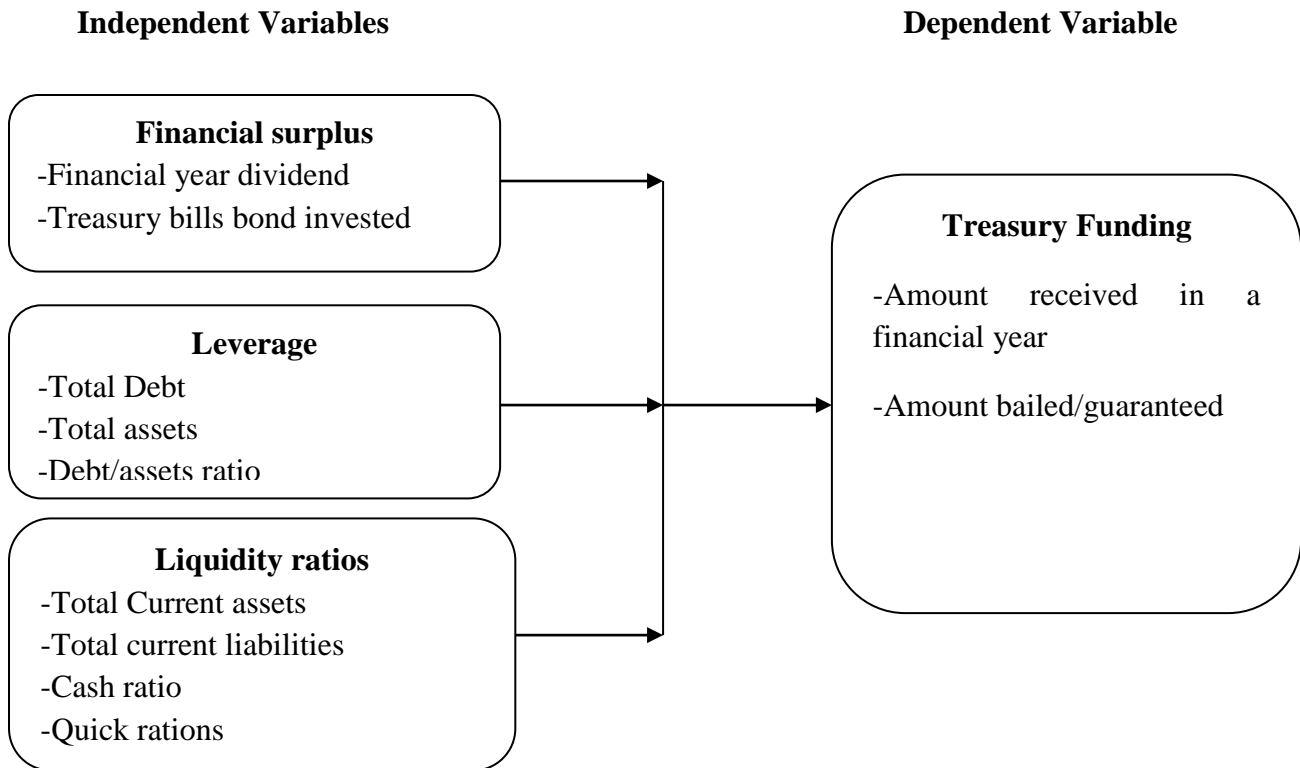 Independent Variables
Dependent Variable
Financial surplus
-Financial year dividend
-Treasury bills bond invested
Leverage
-Total Debt
-Total assets
-Debt/assets ratio
Liquidity ratios
-Total Current assets
-Total current liabilities
-Cash ratio
-Quick rations
Treasury Funding
-Amount received in a
financial year
-Amount bailed/guaranteed